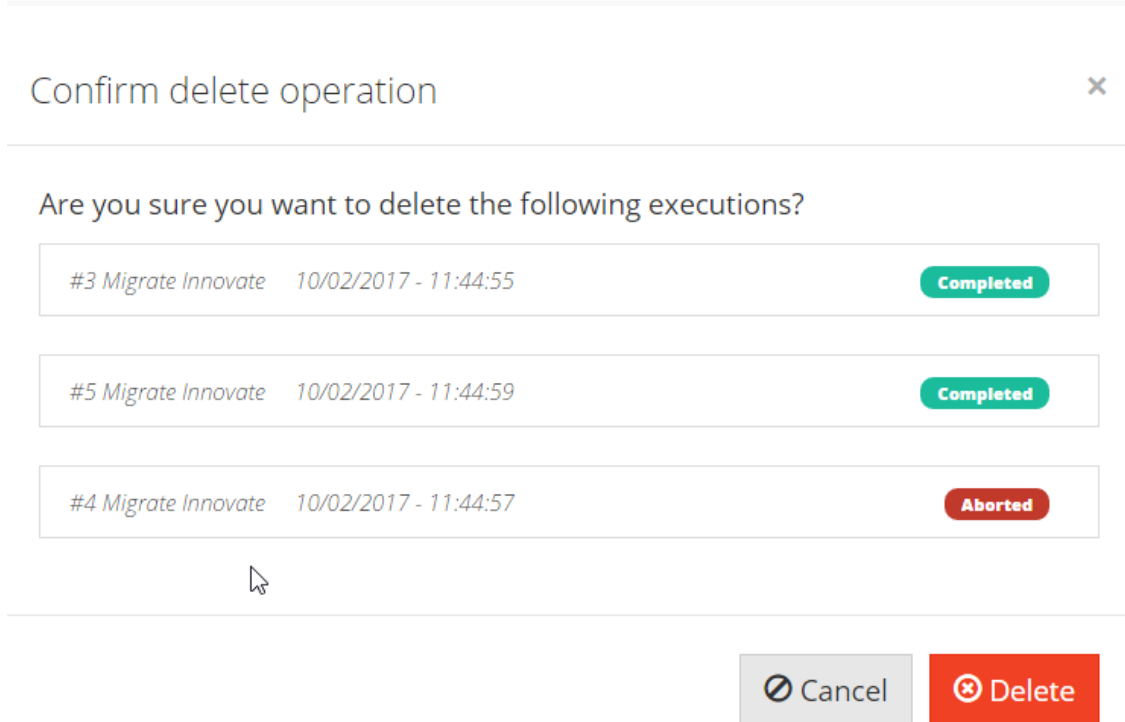 Confirm delete operation ×
Are you sure you want to delete the following executions?
#3 Migrate Innovate 10/02/2017 - 11:44:55 Completed
#5 Migrate Innovate 10/02/2017 - 11:44:59 Completed
#4 Migrate Innovate 10/02/2017 - 11:44:57 Aborted
Cancel Delete